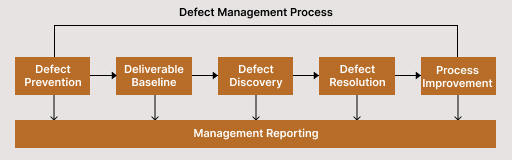 Defect Management Process
Defect
Prevention
Deliverable
Baseline
Defect
Discovery
Defect
Resolution
Process
Improvement
Management Reporting